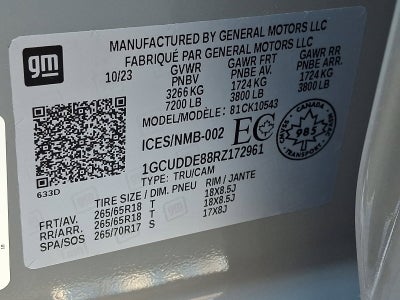 gm
MANUFACTURED BY GENERAL MOTORS LLC
FABRIQUÉ PAR GENERAL MOTORS LLC
10/23 GVWR GAWR FRT GAWR RR
PNBV PNBE AV. PNBE ARR.
3266 KG 1724 KG 1724 KG
7200 LB 3800 LB 3800 LB
MODEL/MODÈLE: 81CK10543
ICES/NMB-002 EC
CANADA
985
1GCUDDE88RZ172961
TYPE: TRU/CAM
633D
TIRE SIZE / DIM. PNEU RIM / JANTE
FRT/AV. 265/65R18 T 18X8.5J
RR/ARR. 265/65R18 T 18X8.5J
SPA/SOS 265/70R17 S 17X8J